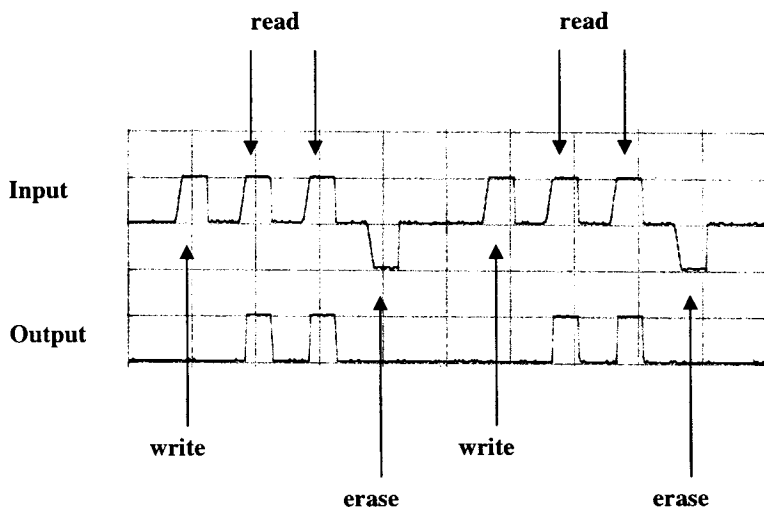 read read
Input
Output
write write
erase erase